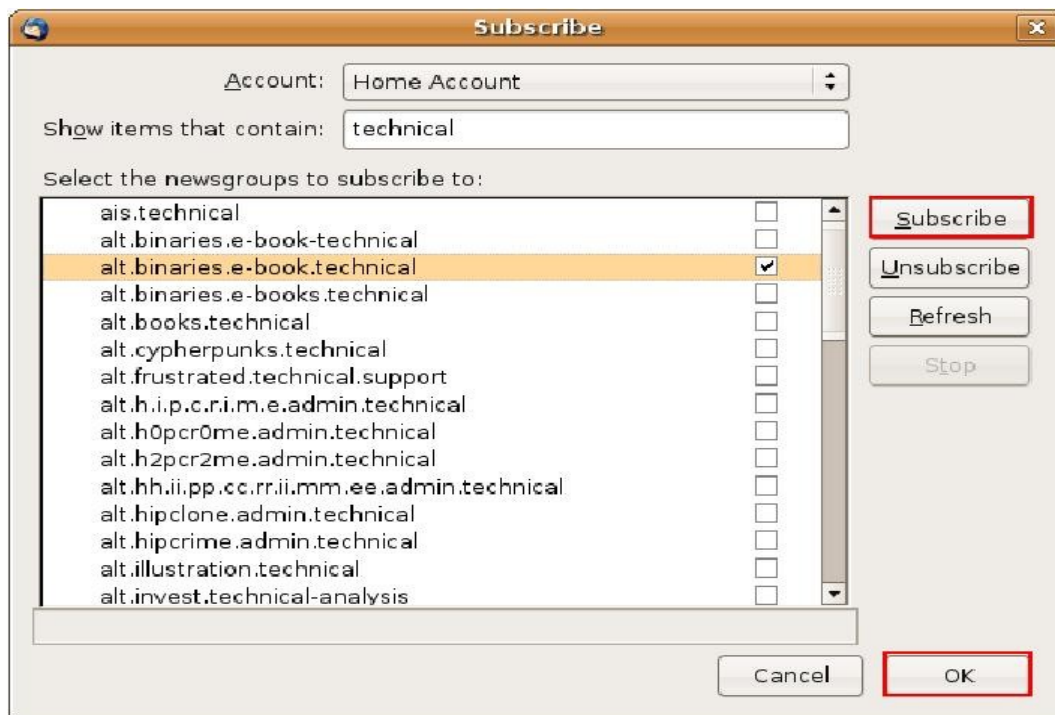 Subscribe
Account: Home Account
Show items that contain: technical
Select the newsgroups to subscribe to:
ais.technical
alt.binaries.e-book-technical
alt.binaries.e-book.technical
alt.binaries.e-books.technical
alt.books.technical
alt.cypherpunks.technical
alt.frustrated.technical.support
alt.h.i.p.c.r.i.m.e.admin.technical
alt.h0pcr0me.admin.technical
alt.h2pcr2me.admin.technical
alt.hh.ii.pp.cc.rr.ii.mm.ee.admin.technical
alt.hipclone.admin.technical
alt.hipcrime.admin.technical
alt.illustration.technical
alt.invest.technical-analysis
Subscribe
Unsubscribe
Refresh
Stop
Cancel
OK